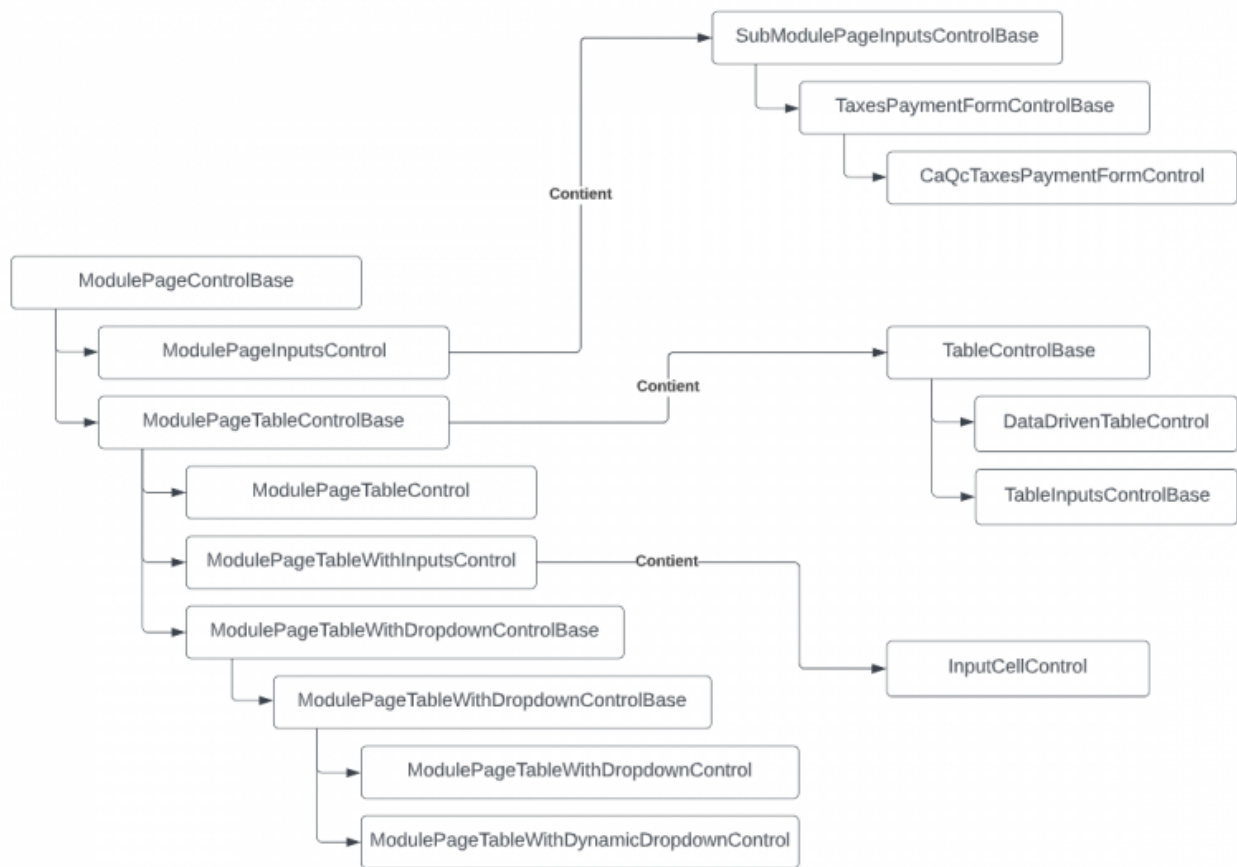 SubModulePageInputsControlBase
TaxesPaymentFormControlBase
CaQcTaxesPaymentFormControl
Contient
ModulePageControlBase
ModulePageInputsControl
ModulePageTableControlBase
Contient
TableControlBase
DataDrivenTableControl
TableInputsControlBase
ModulePageTableControl
ModulePageTableWithInputsControl
Contient
InputCellControl
ModulePageTableWithDropdownControlBase
ModulePageTableWithDropdownControlBase
ModulePageTableWithDropdownControl
ModulePageTableWithDynamicDropdownControl